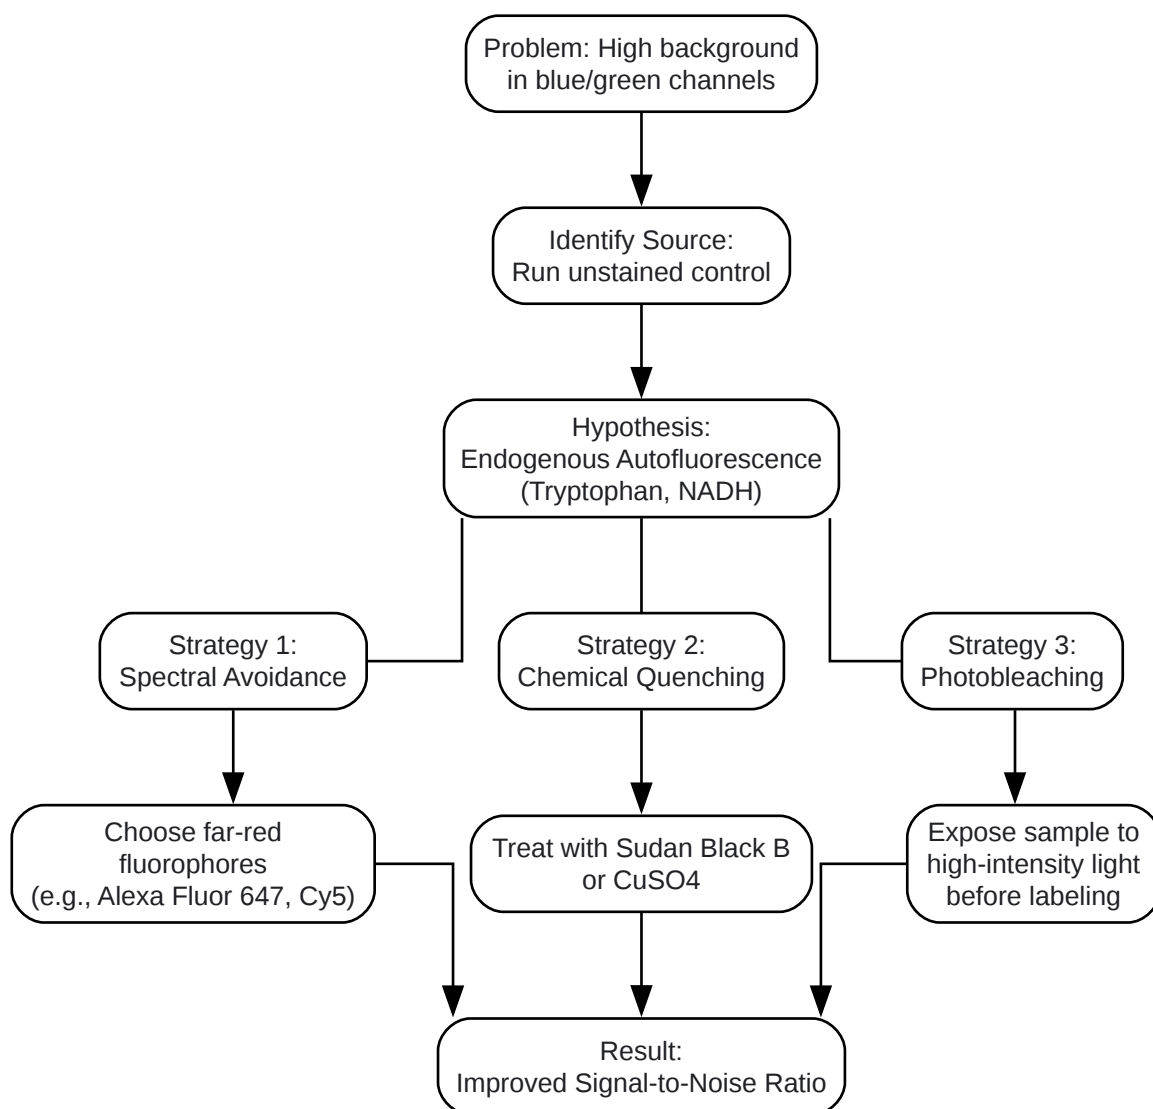 Problem: High background
in blue/green channels
Identify Source:
Run unstained control
Hypothesis:
Endogenous Autofluorescence
(Tryptophan, NADH)
Strategy 1:
Spectral Avoidance
Strategy 2:
Chemical Quenching
Strategy 3:
Photobleaching
Choose far-red
fluorophores
(e.g., Alexa Fluor 647, Cy5)
Treat with Sudan Black B
or CuSO4
Expose sample to
high-intensity light
before labeling
Result:
Improved Signal-to-Noise Ratio